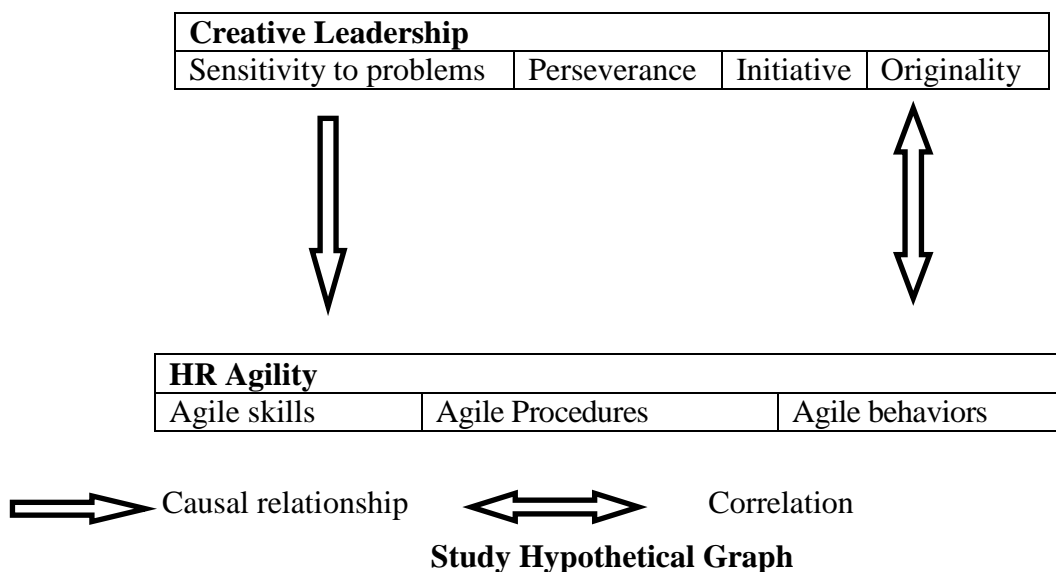 Creative Leadership
Sensitivity to problems Perseverance Initiative Originality
HR Agility
Agile skills Agile Procedures Agile behaviors
Causal relationship Correlation
Study Hypothetical Graph